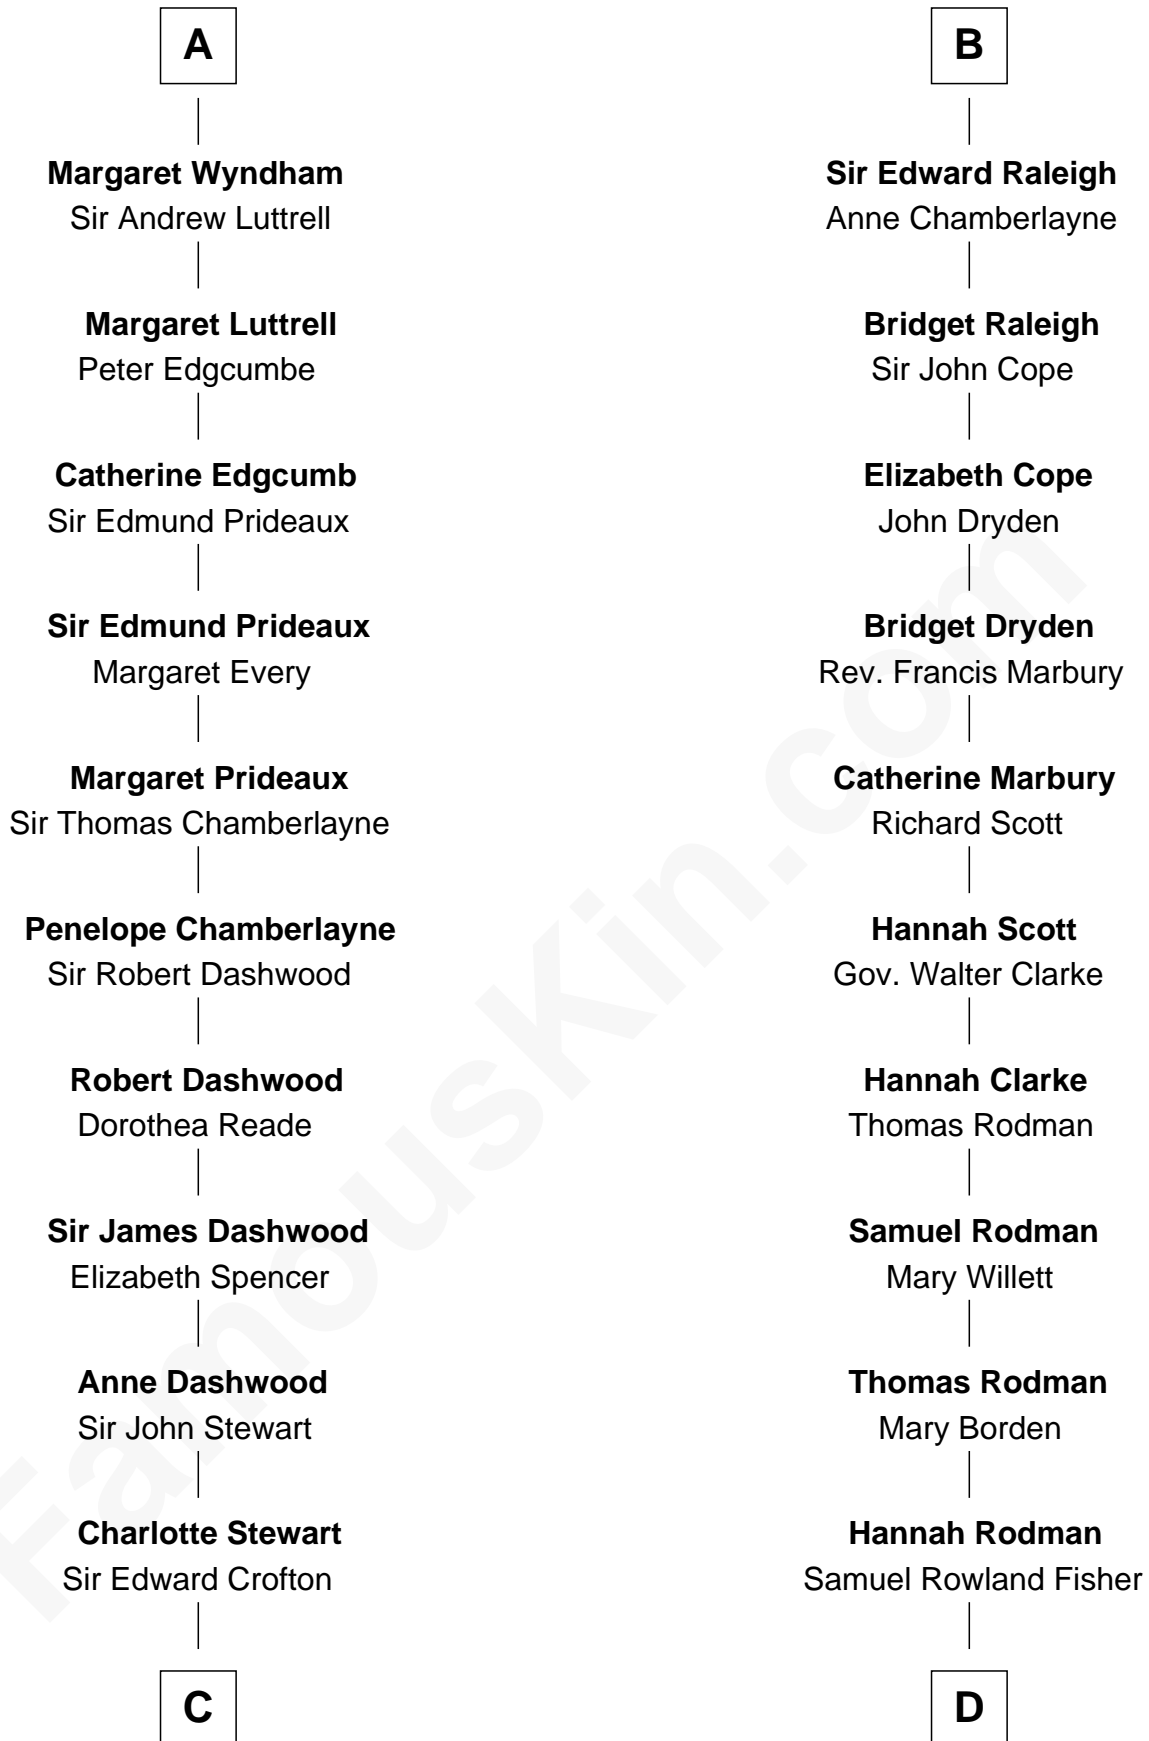 A
Margaret Wyndham
Sir Andrew Luttrell
Margaret Luttrell
Peter Edgcumbe
Catherine Edgcumb
Sir Edmund Prideaux
Sir Edmund Prideaux
Margaret Every
Margaret Prideaux
Sir Thomas Chamberlayne
Penelope Chamberlayne
Sir Robert Dashwood
Robert Dashwood
Dorothea Reade
Sir James Dashwood
Elizabeth Spencer
Anne Dashwood
Sir John Stewart
Charlotte Stewart
Sir Edward Crofton
C
B
Sir Edward Raleigh
Anne Chamberlayne
Bridget Raleigh
Sir John Cope
Elizabeth Cope
John Dryden
Bridget Dryden
Rev. Francis Marbury
Catherine Marbury
Richard Scott
Hannah Scott
Gov. Walter Clarke
Hannah Clarke
Thomas Rodman
Samuel Rodman
Mary Willett
Thomas Rodman
Mary Borden
Hannah Rodman
Samuel Rowland Fisher
D
FamousKin.com